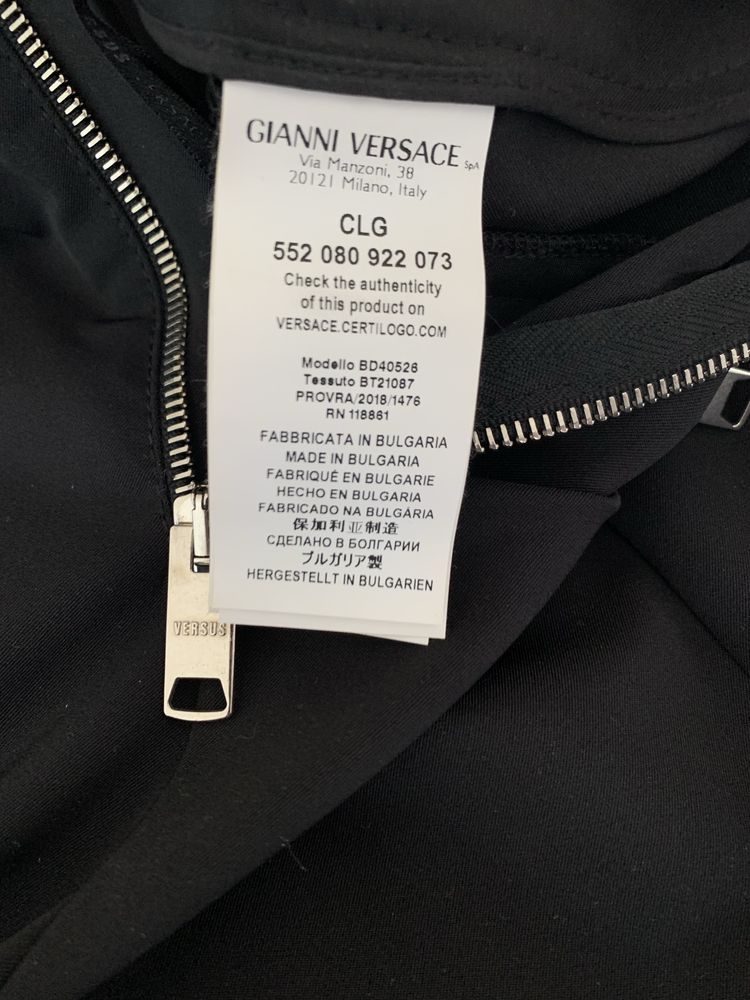 GIANNI VERSACE SpA
Via Manzoni, 38
20121 Milano, Italy
CLG
552 080 922 073
Check the authenticity
of this product on
VERSACE.CERTILOGO.COM
Modello BD40526
Tessuto BT21087
PROVRA/2018/1476
RN 118861
FABBRICATA IN BULGARIA
MADE IN BULGARIA
FABRIQUÉ EN BULGARIE
HECHO EN BULGARIA
FABRICADO NA BULGÁRIA
保加利亚制造
СДЕЛАНО В БОЛГАРИИ
ブルガリア製
HERGESTELLT IN BULGARIEN
VERSUS